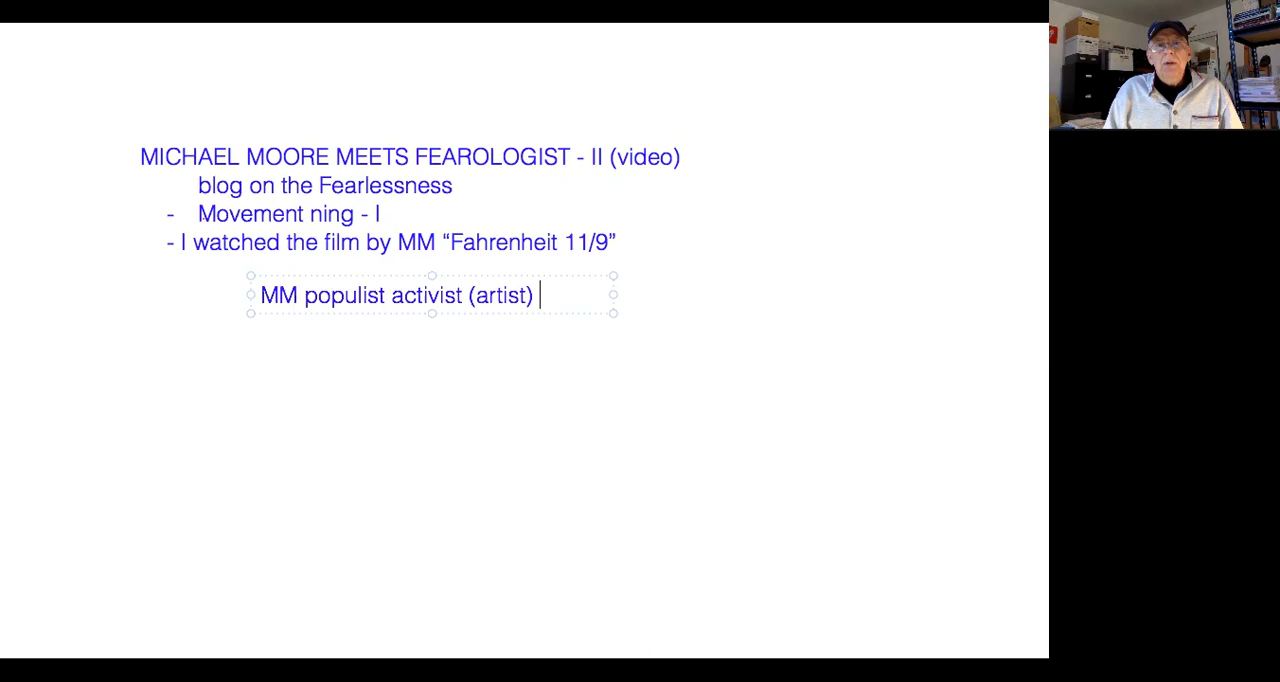 MICHAEL MOORE MEETS FEAROLOGIST - II (video)
blog on the Fearlessness
- Movement ning - I
- I watched the film by MM “Fahrenheit 11/9”
MM populist activist (artist)